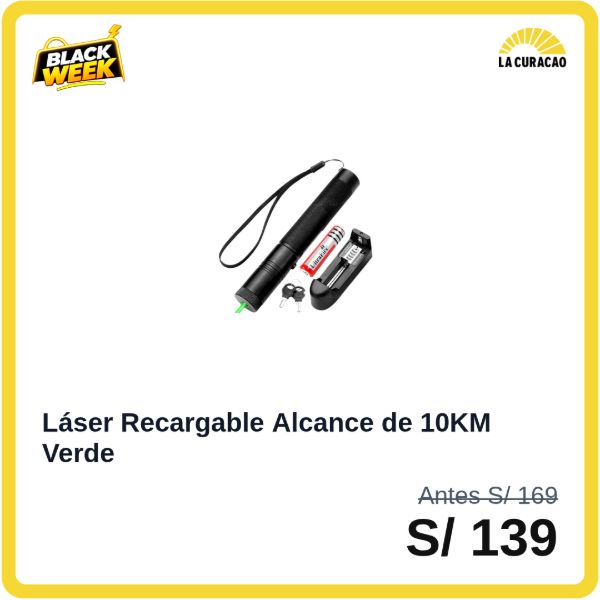 BLACK
WEEK
LA CURACAO
Láser Recargable Alcance de 10KM
Verde
Antes S/ 169
S/ 139